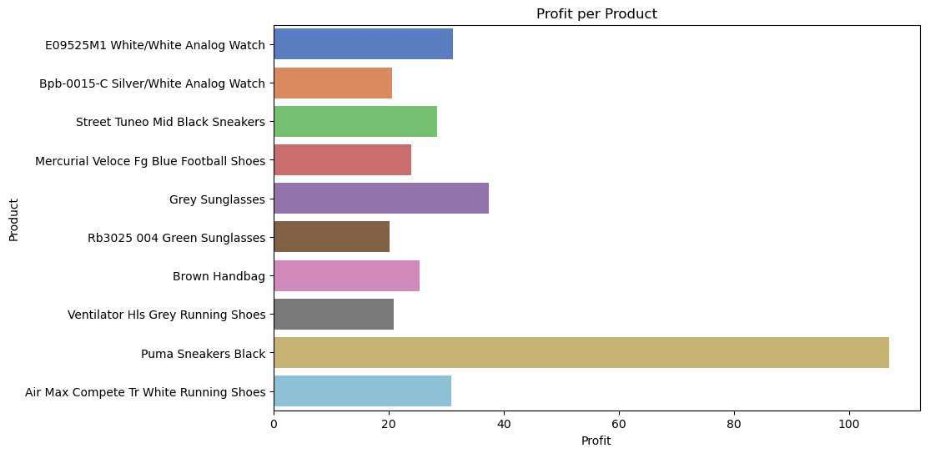 Profit per Product
Product
E09525M1 White/White Analog Watch
Bpb-0015-C Silver/White Analog Watch
Street Tuneo Mid Black Sneakers
Mercurial Veloce Fg Blue Football Shoes
Grey Sunglasses
Rb3025 004 Green Sunglasses
Brown Handbag
Ventilator Hls Grey Running Shoes
Puma Sneakers Black
Air Max Compete Tr White Running Shoes
0 20 40 60 80 100
Profit